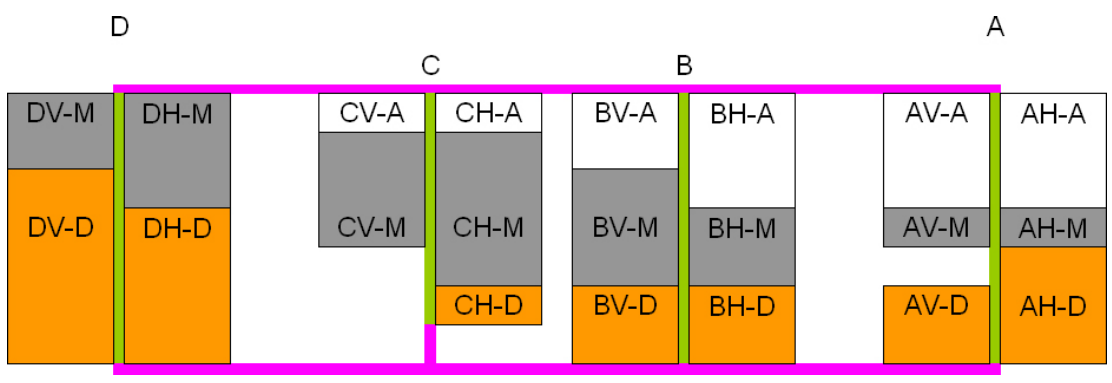 D
A
C
B
DV-M
DH-M
CV-A
CH-A
BV-A
BH-A
AV-A
AH-A
DV-D
DH-D
CV-M
CH-M
BV-M
BH-M
AV-M
AH-M
CH-D
BV-D
BH-D
AV-D
AH-D